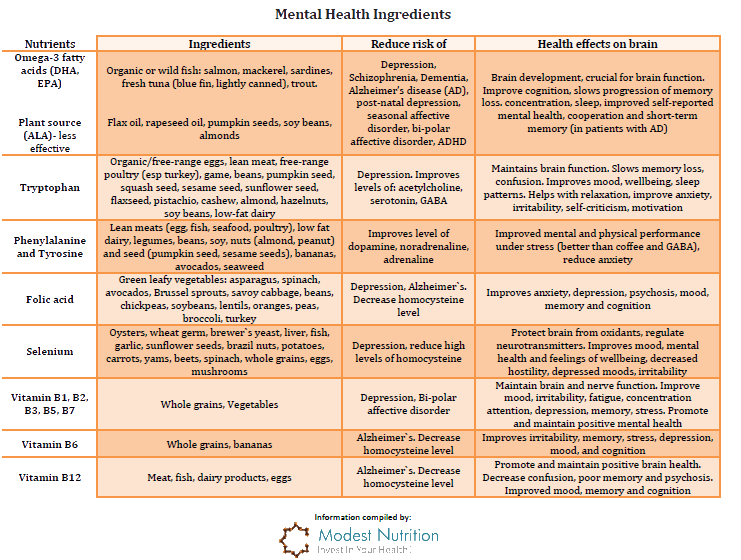 Mental Health Ingredients
Nutrients Ingredients Reduce risk of Health effects on brain
Omega-3 fatty
acids (DHA,
EPA)
Plant source
(ALA)- less
effective
Organic or wild fish: salmon, mackerel, sardines,
fresh tuna (blue fin, lightly canned), trout.
Flax oil, rapeseed oil, pumpkin seeds, soy beans,
almonds
Depression,
Schizophrenia, Dementia,
Alzheimer's disease (AD),
post-natal depression,
seasonal affective
disorder, bi-polar
affective disorder, ADHD
Brain development, crucial for brain function.
Improve cognition, slows progression of memory
loss. concentration, sleep, improved self-reported
mental health, cooperation and short-term
memory (in patients with AD)
Tryptophan
Organic/free-range eggs, lean meat, free-range
poultry (esp turkey), game, beans, pumpkin seed,
squash seed, sesame seed, sunflower seed,
flaxseed, pistachio, cashew, almond, hazelnuts,
soy beans, low-fat dairy
Depression. Improves
levels of acetylcholine,
serotonin, GABA
Maintains brain function. Slows memory loss,
confusion. Improves mood, wellbeing, sleep
patterns. Helps with relaxation, improve anxiety,
irritability, self-criticism, motivation
Phenylalanine
and Tyrosine
Lean meats (egg, fish, seafood, poultry), low fat
dairy, legumes, beans, soy, nuts (almond, peanut)
and seed (pumpkin seed, sesame seeds), bananas,
avocados, seaweed
Improves level of
dopamine, noradrenaline,
adrenaline
Improved mental and physical performance
under stress (better than coffee and GABA),
reduce anxiety
Folic acid
Green leafy vegetables: asparagus, spinach,
avocados, Brussel sprouts, savoy cabbage, beans,
chickpeas, soybeans, lentils, oranges, peas,
broccoli, turkey
Depression, Alzheimer`s.
Decrease homocysteine
level
Improves anxiety, depression, psychosis, mood,
memory and cognition
Selenium
Oysters, wheat germ, brewer`s yeast, liver, fish,
garlic, sunflower seeds, brazil nuts, potatoes,
carrots, yams, beets, spinach, whole grains, eggs,
mushrooms
Depression, reduce high
levels of homocysteine
Protect brain from oxidants, regulate
neurotransmitters. Improves mood, mental
health and feelings of wellbeing, decreased
hostility, depressed moods, irritability
Vitamin B1, B2,
B3, B5, B7
Whole grains, Vegetables
Depression, Bi-polar
affective disorder
Maintain brain and nerve function. Improve
mood, irritability, fatigue, concentration
attention, depression, memory, stress. Promote
and maintain positive mental health
Vitamin B6
Whole grains, bananas
Alzheimer`s. Decrease
homocysteine level
Improves irritability, memory, stress, depression,
mood, and cognition
Vitamin B12
Meat, fish, dairy products, eggs
Alzheimer`s. Decrease
homocysteine level
Promote and maintain positive brain health.
Decrease confusion, poor memory and psychosis.
Improved mood, memory and cognition
Information compiled by:
Modest Nutrition
Invest In Your Health!